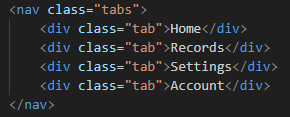 <nav class="tabs">
    <div class="tab">Home</div>
    <div class="tab">Records</div>
    <div class="tab">Settings</div>
    <div class="tab">Account</div>
</nav>